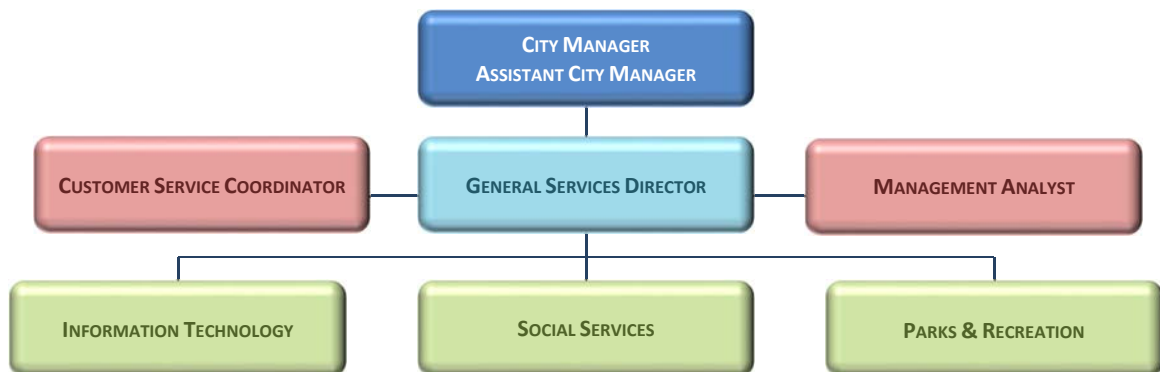 CITY MANAGER
ASSISTANT CITY MANAGER
CUSTOMER SERVICE COORDINATOR
GENERAL SERVICES DIRECTOR
MANAGEMENT ANALYST
INFORMATION TECHNOLOGY
SOCIAL SERVICES
PARKS & RECREATION